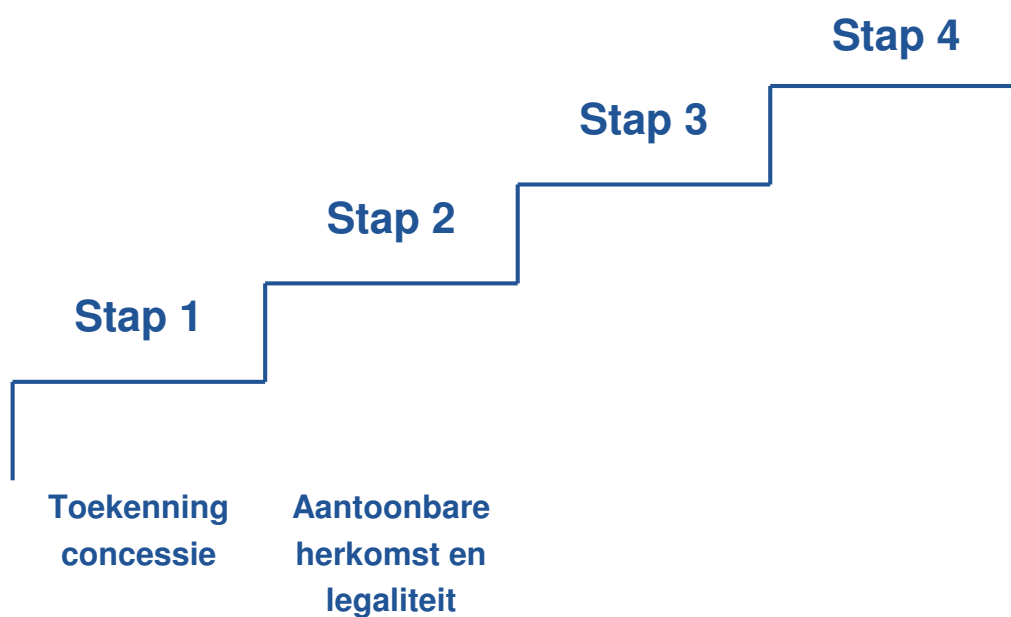 Stap 4
Stap 3
Stap 2
Stap 1
Toekenning
concessie
Aantoonbare
herkomst en
legaliteit